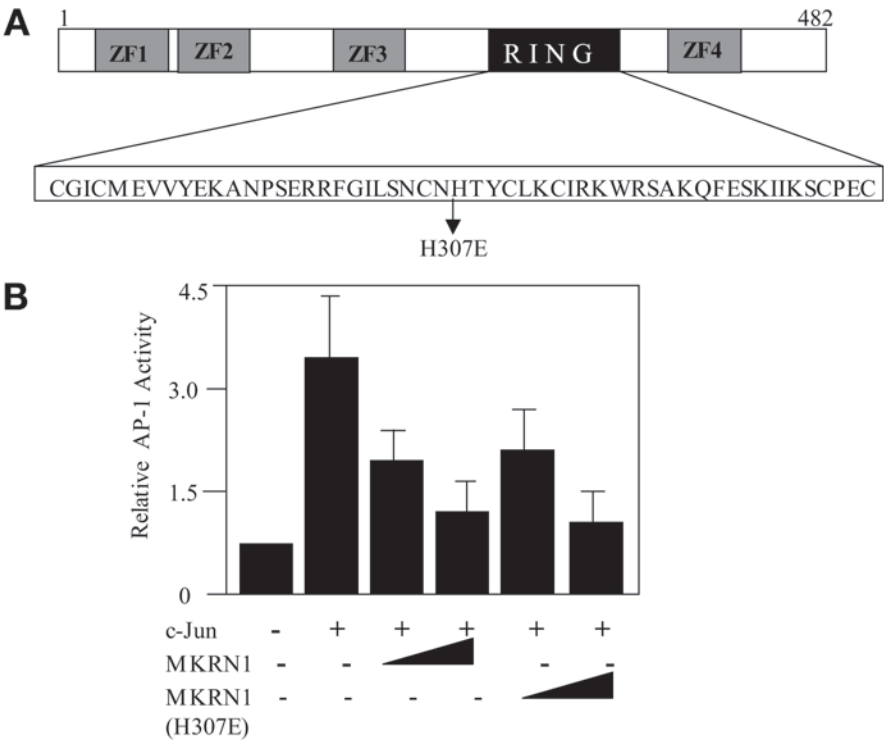 A
1 482
ZF1 ZF2 ZF3 RING ZF4
CGICMEVVYEKANPSERRFGILSNCNHTYCLKCIRKWRSAKQFESKIIKSCPEC
H307E
B
Relative AP-1 Activity
4.5
3.0
1.5
0
c-Jun - + + + + +
MKRN1 - - - -
MKRN1 - - - -
(H307E)